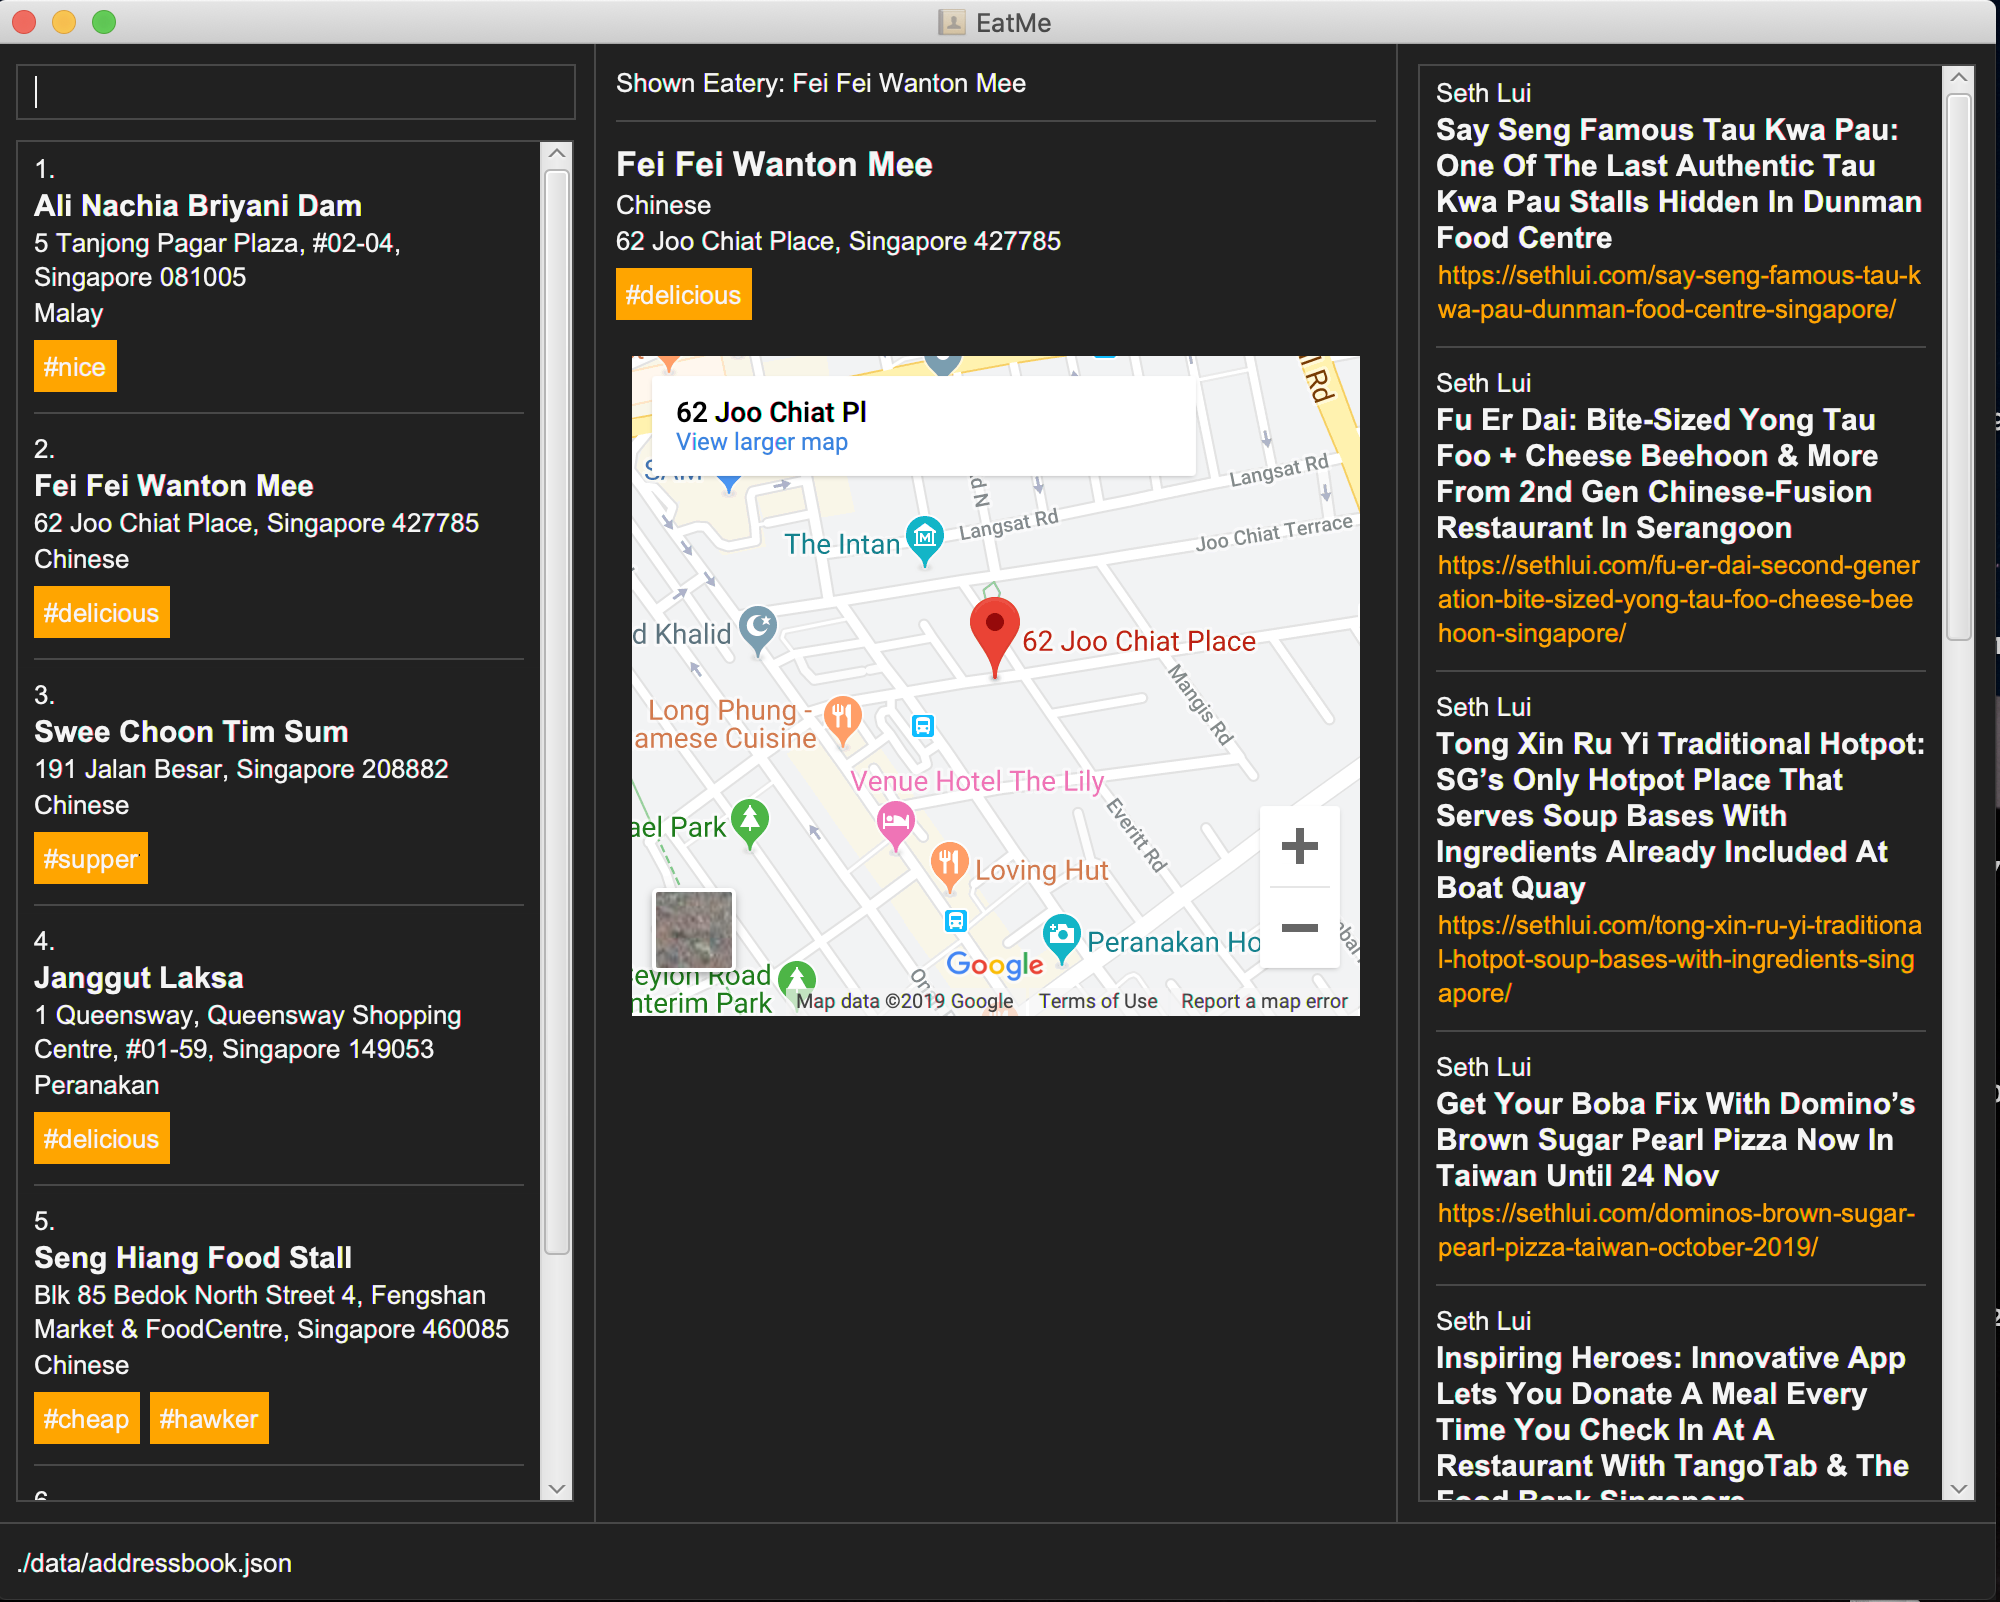 EatMe
1.
Ali Nachia Briyani Dam
5 Tanjong Pagar Plaza, #02-04,
Singapore 081005
Malay
#nice
2.
Fei Fei Wanton Mee
62 Joo Chiat Place, Singapore 427785
Chinese
#delicious
3.
Swee Choon Tim Sum
191 Jalan Besar, Singapore 208882
Chinese
#supper
4.
Janggut Laksa
1 Queensway, Queensway Shopping
Centre, #01-59, Singapore 149053
Peranakan
#delicious
5.
Seng Hiang Food Stall
Blk 85 Bedok North Street 4, Fengshan
Market & FoodCentre, Singapore 460085
Chinese
#cheap #hawker
Shown Eatery: Fei Fei Wanton Mee
Fei Fei Wanton Mee
Chinese
62 Joo Chiat Place, Singapore 427785
#delicious
62 Joo Chiat Pl
View larger map
l Rd
d N
Langsat Rd
Langsat Rd
Joo Chiat Terrace
The Intan
d Khalid
62 Joo Chiat Place
Mangis Rd
Long Phung -
amese Cuisine
Venue Hotel The Lily
Everitt Rd
ael Park
Loving Hut
Peranakan Ho
Google
eylon Road
nterim Park
Map data ©2019 Google
Terms of Use
Report a map error
Seth Lui
Say Seng Famous Tau Kwa Pau:
One Of The Last Authentic Tau
Kwa Pau Stalls Hidden In Dunman
Food Centre
https://sethlui.com/say-seng-famous-tau-k
wa-pau-dunman-food-centre-singapore/
Seth Lui
Fu Er Dai: Bite-Sized Yong Tau
Foo + Cheese Beehoon & More
From 2nd Gen Chinese-Fusion
Restaurant In Serangoon
https://sethlui.com/fu-er-dai-second-gener
ation-bite-sized-yong-tau-foo-cheese-bee
hoon-singapore/
Seth Lui
Tong Xin Ru Yi Traditional Hotpot:
SG’s Only Hotpot Place That
Serves Soup Bases With
Ingredients Already Included At
Boat Quay
https://sethlui.com/tong-xin-ru-yi-traditiona
l-hotpot-soup-bases-with-ingredients-sing
apore/
Seth Lui
Get Your Boba Fix With Domino’s
Brown Sugar Pearl Pizza Now In
Taiwan Until 24 Nov
https://sethlui.com/dominos-brown-sugar-
pearl-pizza-taiwan-october-2019/
Seth Lui
Inspiring Heroes: Innovative App
Lets You Donate A Meal Every
Time You Check In At A
Restaurant With TangoTab & The
Food Bank Singapore
./data/addressbook.json